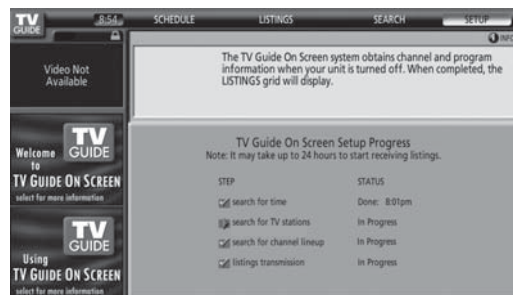 TV GUIDE
8:54
SCHEDULE
LISTINGS
SEARCH
SETUP
INFO
Video Not
Available
The TV Guide On Screen system obtains channel and program
information when your unit is turned off. When completed, the
LISTINGS grid will display.
TV
GUIDE
Welcome
to
TV GUIDE ON SCREEN
select for more information
TV
GUIDE
Using
TV GUIDE ON SCREEN
select for more information
TV Guide On Screen Setup Progress
Note: It may take up to 24 hours to start receiving listings.
STEP
STATUS
search for time
Done: 8:01pm
search for TV stations
In Progress
search for channel lineup
In Progress
listings transmission
In Progress